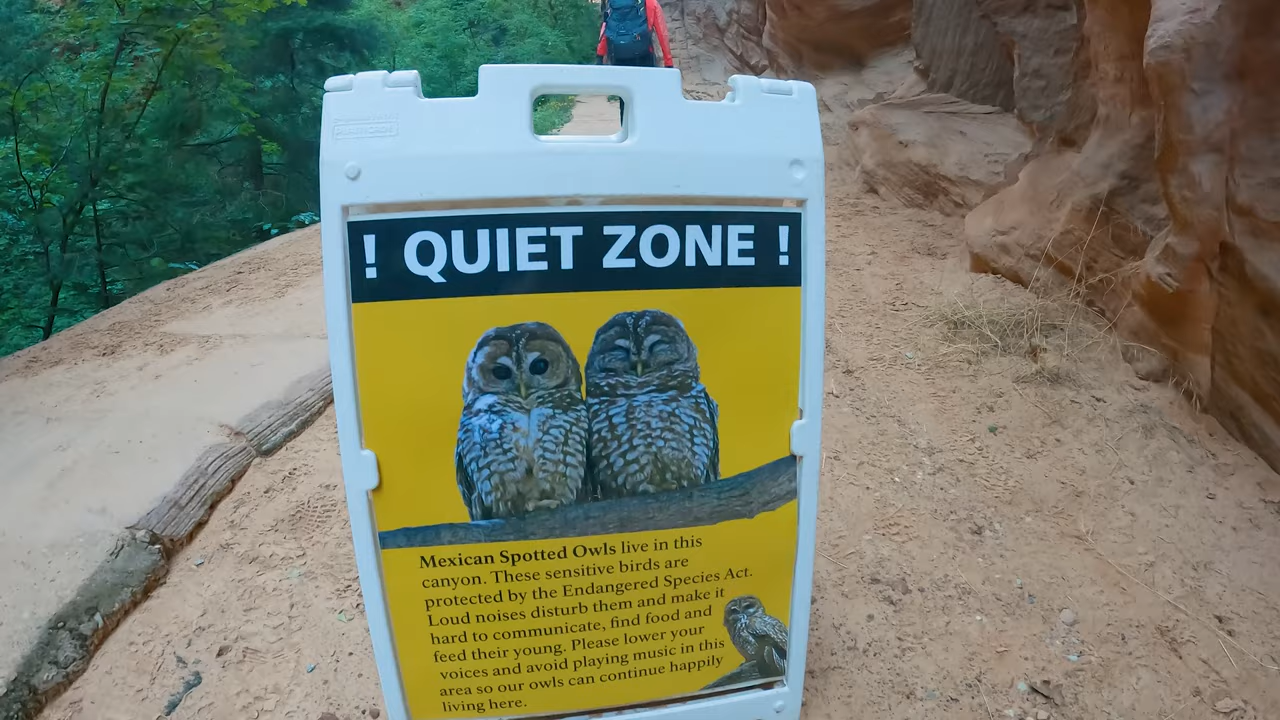 ! QUIET ZONE !
Mexican Spotted Owls live in this
canyon. These sensitive birds are
protected by the Endangered Species Act.
Loud noises disturb them and make it
hard to communicate, find food and
feed their young. Please lower your
voices and avoid playing music in this
area so our owls can continue happily
living here.